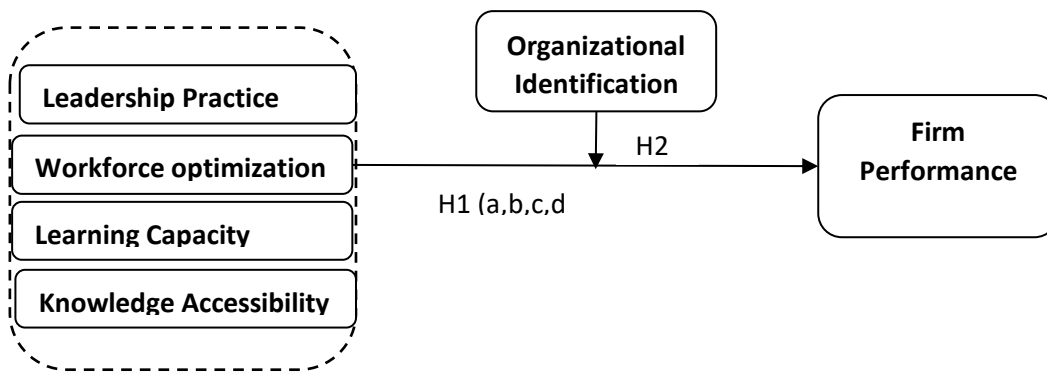 Organizational
Identification
Leadership Practice
Workforce optimization
Learning Capacity
Knowledge Accessibility
H2
H1 (a,b,c,d
Firm
Performance